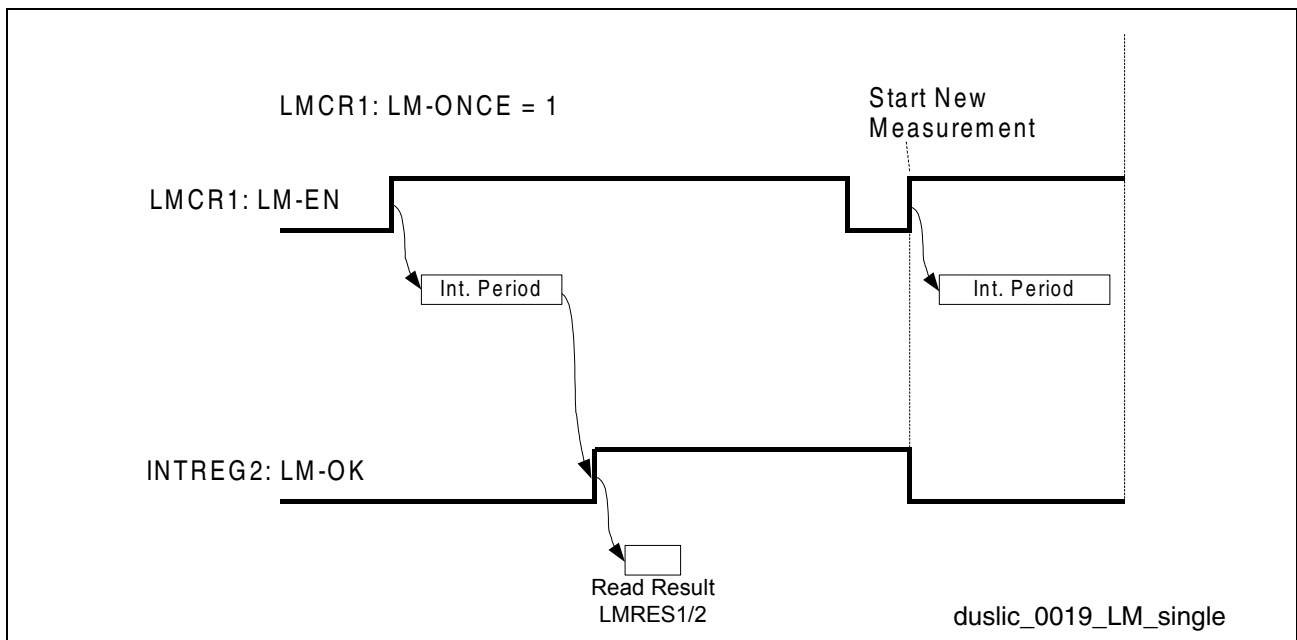 LMCR1: LM-ONCE = 1
Start New
Measurement
LMCR1: LM-EN
Int. Period
Int. Period
INTREG2: LM-OK
Read Result
LMRES1/2
duslic_0019_LM_single